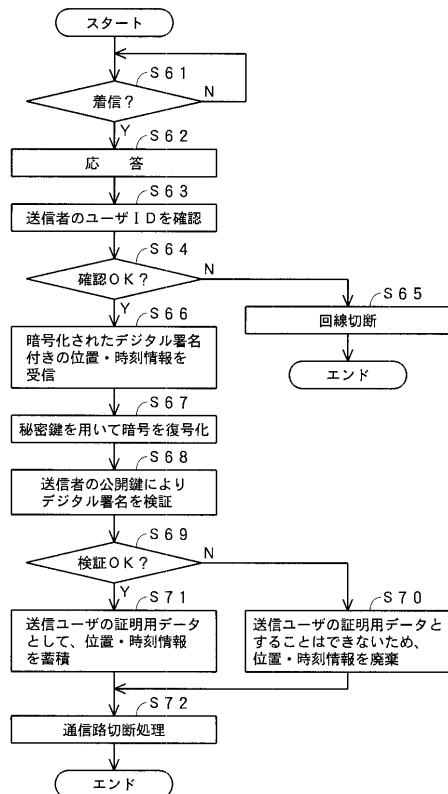 スタート
S61
着信?
N
Y
S62
応 答
S63
送信者のユーザIDを確認
S64
確認OK?
N
Y
S65
回線切断
エンド
S66
暗号化されたデジタル署名
付きの位置・時刻情報を
受信
S67
秘密鍵を用いて暗号を復号化
S68
送信者の公開鍵により
デジタル署名を検証
S69
検証OK?
N
Y
S71
送信ユーザの証明用データ
として、位置・時刻情報
を蓄積
S70
送信ユーザの証明用データと
することはできないため、
位置・時刻情報を廃棄
S72
通信路切断処理
エンド